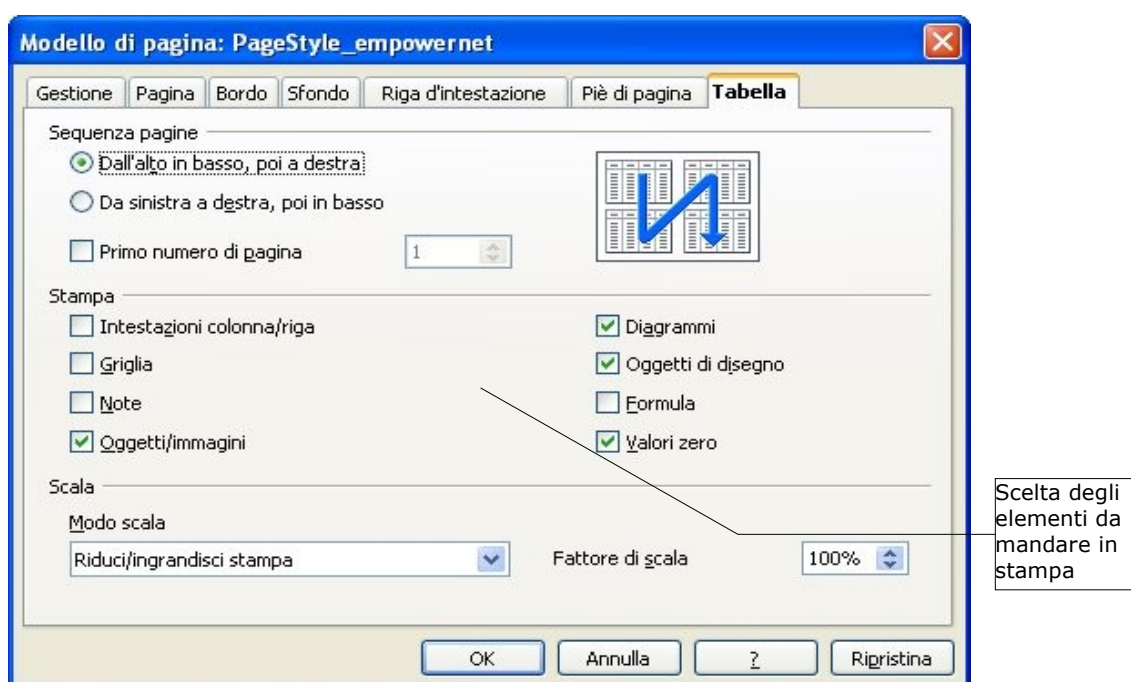 Modello di pagina: PageStyle_empowernet
Gestione Pagina Bordo Sfondo Riga d'intestazione Piè di pagina Tabella
Sequenza pagine
Dall'alto in basso, poi a destra
Da sinistra a destra, poi in basso
Primo numero di pagina 1
Stampa
Intestazioni colonna/riga
Griglia
Note
Oggetti/immagini
Diagrammi
Oggetti di disegno
Formula
Valori zero
Scala
Modo scala
Riduci/ingrandisci stampa
Fattore di scala 100%
OK Annulla ? Ripristina
Scelta degli
elementi da
mandare in
stampa